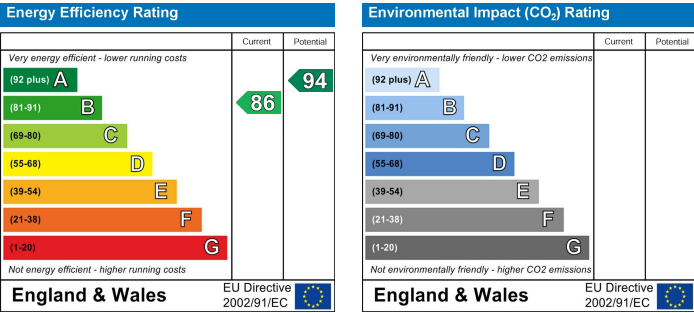 Energy Efficiency Rating
Current Potential
Very energy efficient - lower running costs
(92 plus) A
94
(81-91) B
86
(69-80) C
(55-68) D
(39-54) E
(21-38) F
(1-20) G
Not energy efficient - higher running costs
England & Wales
EU Directive
2002/91/EC
Environmental Impact (CO₂) Rating
Current Potential
Very environmentally friendly - lower CO2 emissions
(92 plus) A
(81-91) B
(69-80) C
(55-68) D
(39-54) E
(21-38) F
(1-20) G
Not environmentally friendly - higher CO2 emissions
England & Wales
EU Directive
2002/91/EC